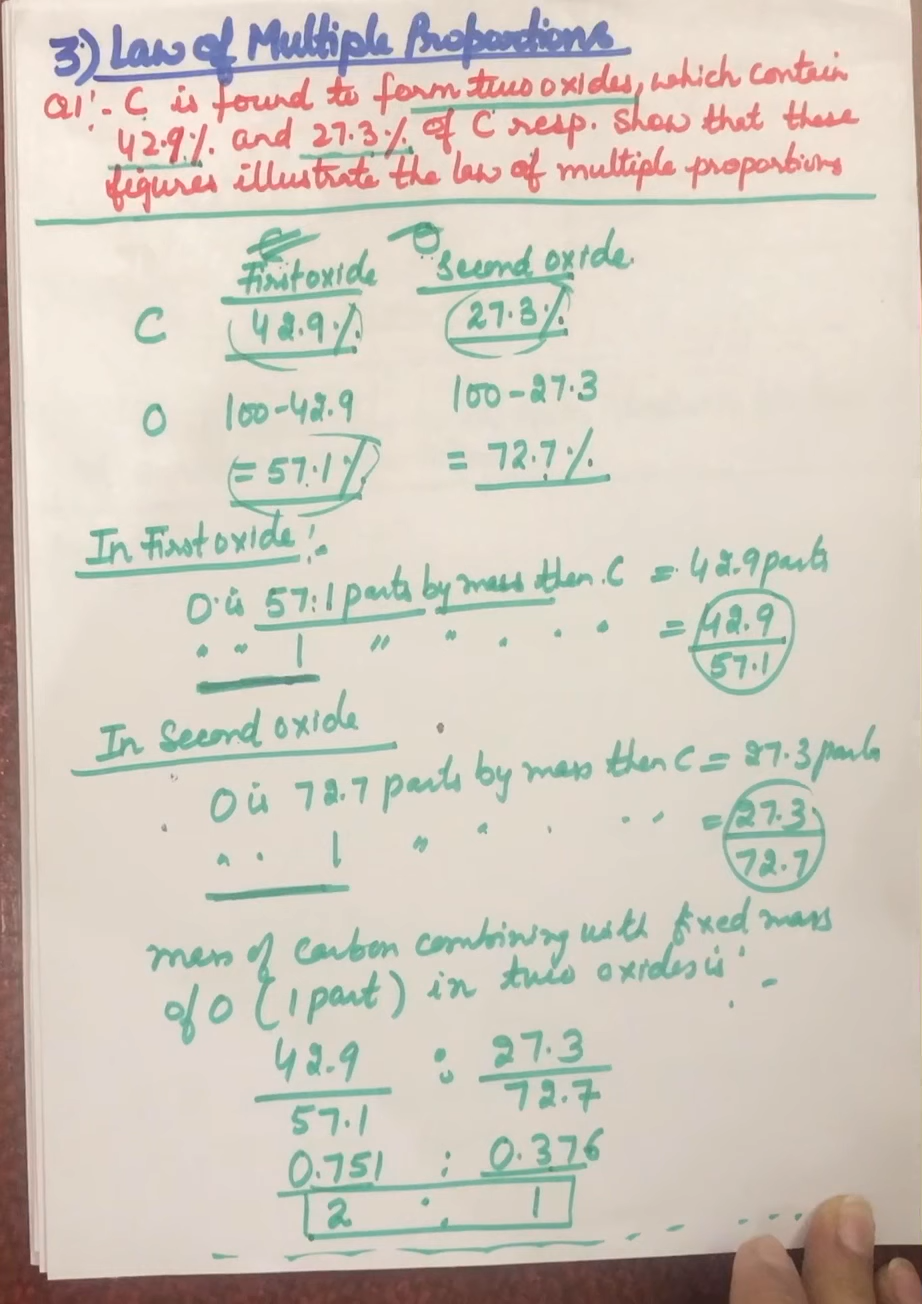 3) Law of Multiple Proportions
Q1:- C is found to form two oxides, which contain
42.9%. and 27.3% of C resp. Show that these
figures illustrate the law of multiple proportions
First oxide Second oxide.
C 42.9% 27.3%
O 100-42.9 100-27.3
= 57.1% = 72.7%
In First oxide:-
O is 57.1 parts by mass then C = 42.9 parts
" " 1 " " " " " = 42.9/57.1
In Second oxide
O is 72.7 parts by mass then C = 27.3 parts
" " 1 " " " " " = 27.3/72.7
mass of carbon combining with fixed mass
of O (1 part) in two oxides is :-
42.9 : 27.3
57.1 72.7
0.751 : 0.376
2 : 1